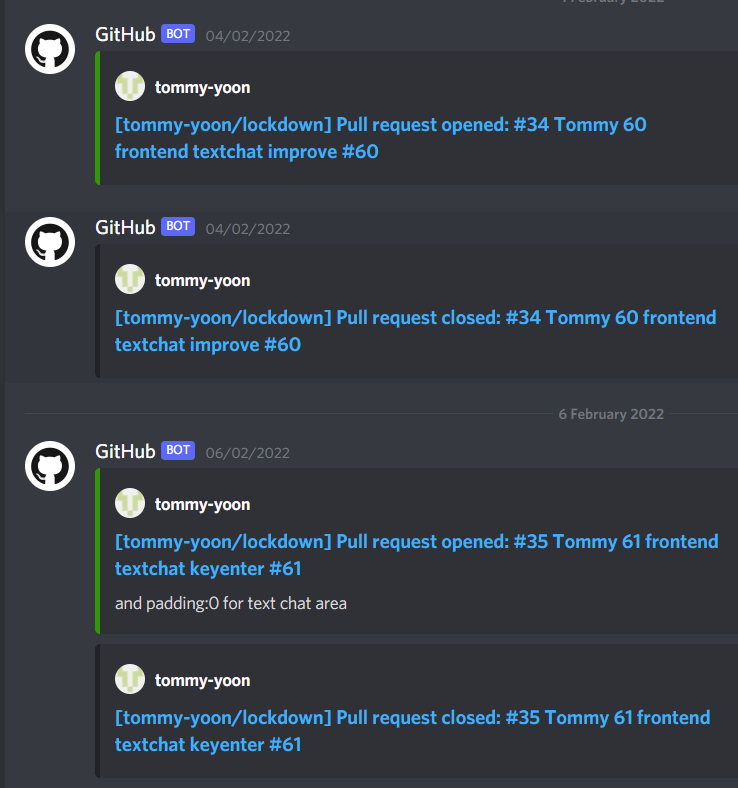 4 February 2022
GitHub BOT 04/02/2022
tommy-yoon
[tommy-yoon/lockdown] Pull request opened: #34 Tommy 60
frontend textchat improve #60
GitHub BOT 04/02/2022
tommy-yoon
[tommy-yoon/lockdown] Pull request closed: #34 Tommy 60 frontend
textchat improve #60
6 February 2022
GitHub BOT 06/02/2022
tommy-yoon
[tommy-yoon/lockdown] Pull request opened: #35 Tommy 61 frontend
textchat keyenter #61
and padding:0 for text chat area
tommy-yoon
[tommy-yoon/lockdown] Pull request closed: #35 Tommy 61 frontend
textchat keyenter #61